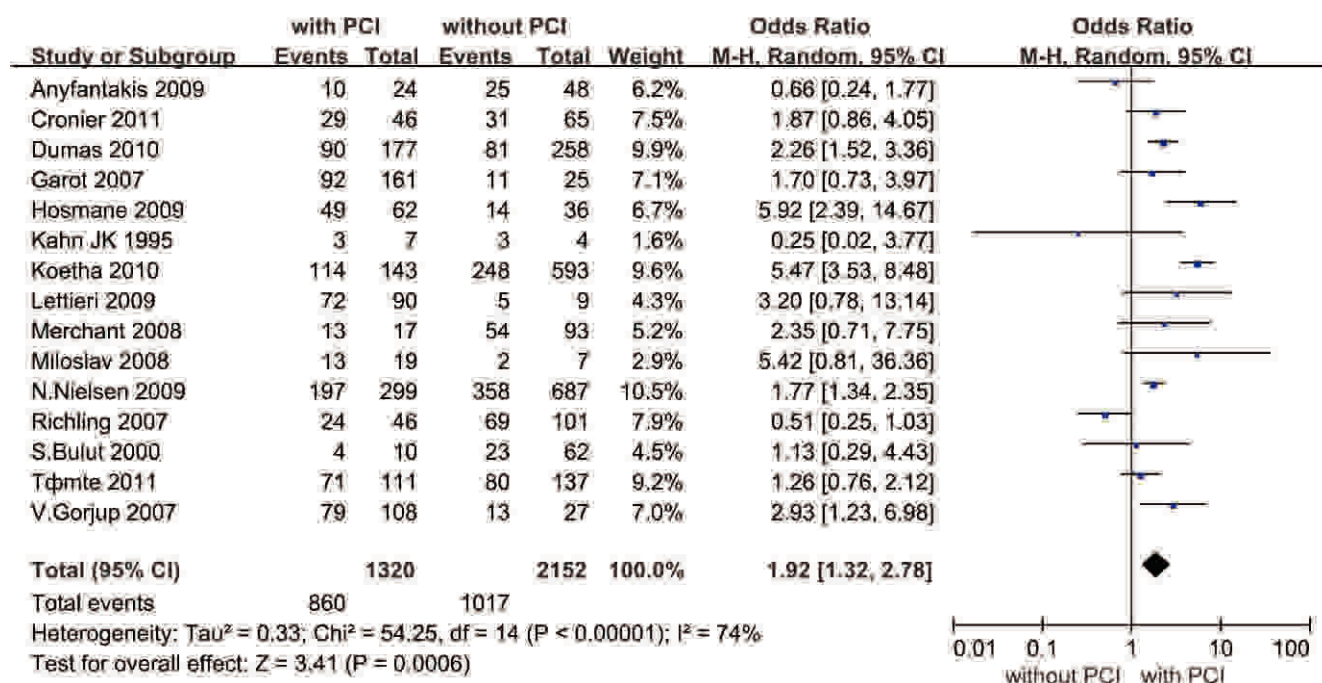 with PCI without PCI Odds Ratio Odds Ratio
Study or Subgroup Events Total Events Total Weight M-H, Random, 95% CI M-H, Random, 95% CI
Anyfantakis 2009 10 24 25 48 6.2% 0.66 [0.24, 1.77]
Cronier 2011 29 46 31 65 7.5% 1.87 [0.86, 4.05]
Dumas 2010 90 177 81 258 9.9% 2.26 [1.52, 3.36]
Garot 2007 92 161 11 25 7.1% 1.70 [0.73, 3.97]
Hosmane 2009 49 62 14 36 6.7% 5.92 [2.39, 14.67]
Kahn JK 1995 3 7 3 4 1.6% 0.25 [0.02, 3.77]
Koetha 2010 114 143 248 593 9.6% 5.47 [3.53, 8.48]
Lettieri 2009 72 90 5 9 4.3% 3.20 [0.78, 13.14]
Merchant 2008 13 17 54 93 5.2% 2.35 [0.71, 7.75]
Miloslav 2008 13 19 2 7 2.9% 5.42 [0.81, 36.36]
N.Nielsen 2009 197 299 358 687 10.5% 1.77 [1.34, 2.35]
Richling 2007 24 46 69 101 7.9% 0.51 [0.25, 1.03]
S.Bulut 2000 4 10 23 62 4.5% 1.13 [0.29, 4.43]
Tφmte 2011 71 111 80 137 9.2% 1.26 [0.76, 2.12]
V.Gorjup 2007 79 108 13 27 7.0% 2.93 [1.23, 6.98]
Total (95% CI) 1320 2152 100.0% 1.92 [1.32, 2.78]
Total events 860 1017
Heterogeneity: Tau² = 0.33; Chi² = 54.25, df = 14 (P < 0.00001); I² = 74%
Test for overall effect: Z = 3.41 (P = 0.0006)
0.01 0.1 1 10 100
without PCI with PCI